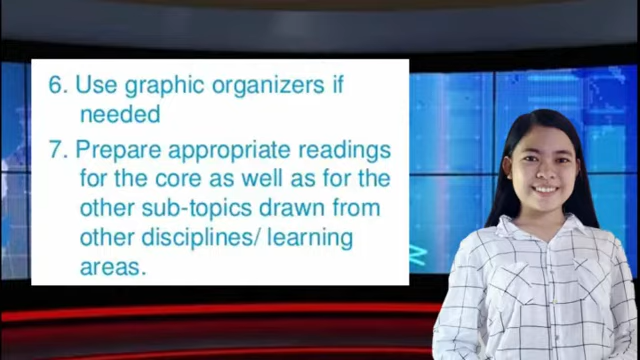 6. Use graphic organizers if
needed
7. Prepare appropriate readings
for the core as well as for the
other sub-topics drawn from
other disciplines/ learning
areas.